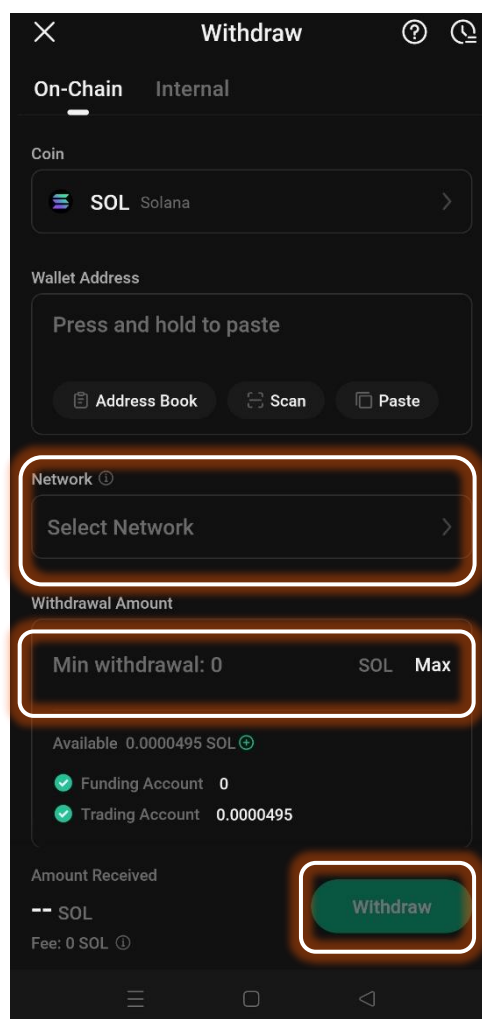 Withdraw
On-Chain Internal
Coin
SOL Solana
Wallet Address
Press and hold to paste
Address Book Scan Paste
Network
Select Network
Withdrawal Amount
Min withdrawal: 0 SOL Max
Available 0.0000495 SOL
Funding Account 0
Trading Account 0.0000495
Amount Received
-- SOL
Withdraw
Fee: 0 SOL